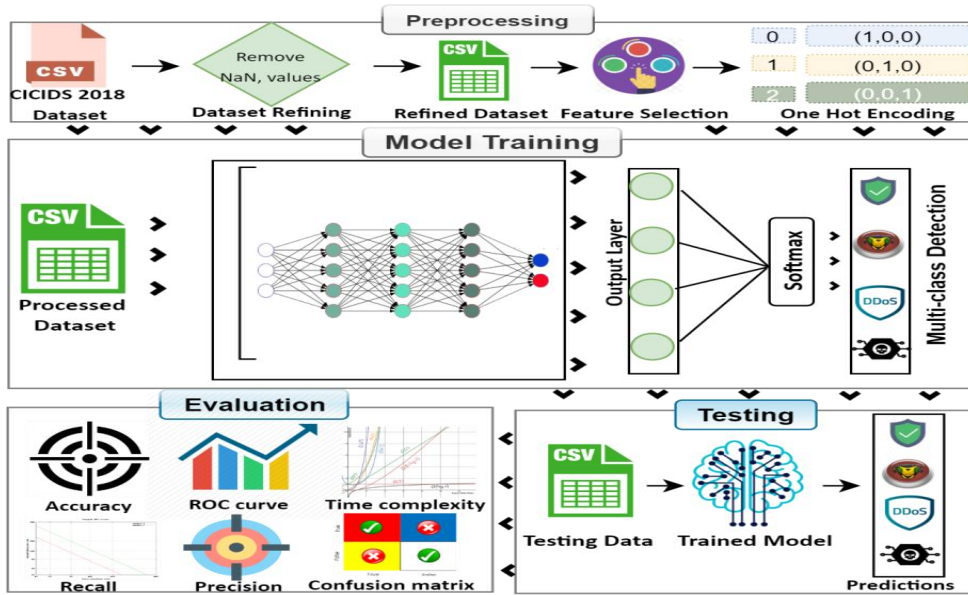 Preprocessing
CSV
CICIDS 2018
Dataset
Remove
NaN, values
Dataset Refining
CSV
Refined Dataset
Feature Selection
0 (1,0,0)
1 (0,1,0)
2 (0,0,1)
One Hot Encoding
Model Training
CSV
Processed
Dataset
Output Layer
Softmax
DDoS
Multi-class Detection
Evaluation
Accuracy
ROC curve
Time complexity
Recall
Precision
Confusion matrix
Testing
CSV
Testing Data
Trained Model
DDoS
Predictions